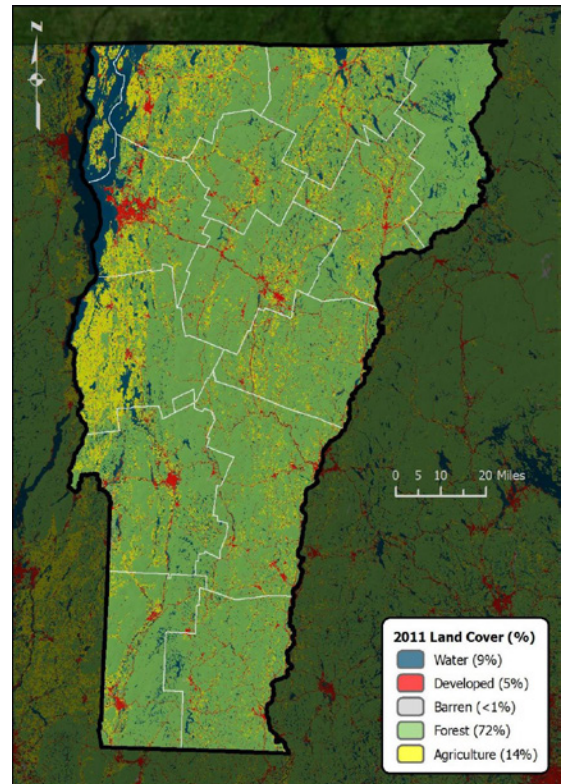 N
0 5 10 20 Miles
2011 Land Cover (%)
Water (9%)
Developed (5%)
Barren (<1%)
Forest (72%)
Agriculture (14%)